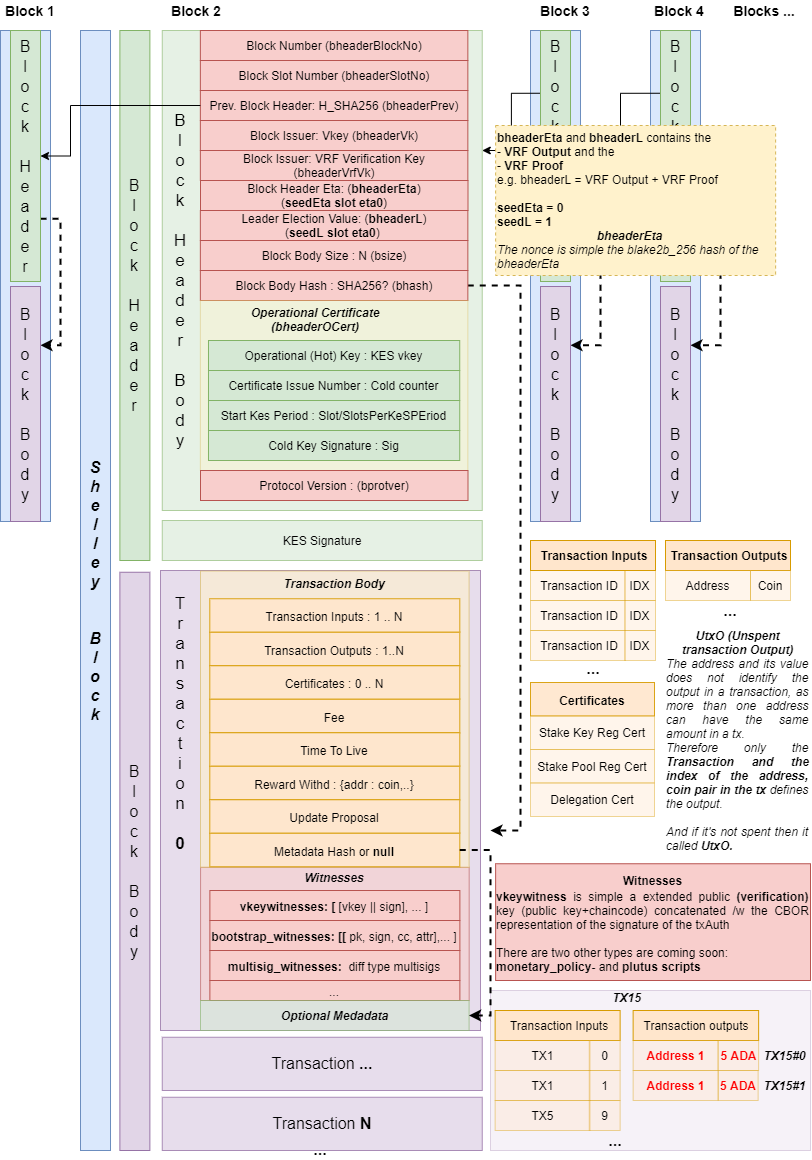 Block 1
Block 2
Block 3
Block 4
Blocks ...
Block Header
Block Body
Shelley Block
Block Header
Block Header Body
Block Number (bheaderBlockNo)
Block Slot Number (bheaderSlotNo)
Prev. Block Header: H_SHA256 (bheaderPrev)
Block Issuer: Vkey (bheaderVk)
Block Issuer: VRF Verification Key
(bheaderVrfVk)
Block Header Eta: (bheaderEta)
(seedEta slot eta0)
Leader Election Value: (bheaderL)
(seedL slot eta0)
Block Body Size : N (bsize)
Block Body Hash : SHA256? (bhash)
Operational Certificate
(bheaderOCert)
Operational (Hot) Key : KES vkey
Certificate Issue Number : Cold counter
Start Kes Period : Slot/SlotsPerKeSPEriod
Cold Key Signature : Sig
Protocol Version : (bprotver)
KES Signature
Block
Block Body
Block
Block Body
bheaderEta and bheaderL contains the
- VRF Output and the
- VRF Proof
e.g. bheaderL = VRF Output + VRF Proof
seedEta = 0
seedL = 1
bheaderEta
The nonce is simple the blake2b_256 hash of the
bheaderEta
Block Body
Transaction 0
Transaction Body
Transaction Inputs : 1 .. N
Transaction Outputs : 1..N
Certificates : 0 .. N
Fee
Time To Live
Reward Withd : {addr : coin,..}
Update Proposal
Metadata Hash or null
Witnesses
vkeywitnesses: [ [vkey || sign], ... ]
bootstrap_witnesses: [[ pk, sign, cc, attr],... ]
multisig_witnesses: diff type multisigs
...
Optional Medadata
Transaction ...
Transaction N
...
Transaction Inputs
Transaction ID IDX
Transaction ID IDX
Transaction ID IDX
...
Transaction Outputs
Address Coin
...
Certificates
Stake Key Reg Cert
Stake Pool Reg Cert
Delegation Cert
UtxO (Unspent
transaction Output)
The address and its value
does not identify the
output in a transaction, as
more than one address
can have the same
amount in a tx.
Therefore only the
Transaction and the
index of the address,
coin pair in the tx defines
the output.
And if it's not spent then it
called UtxO.
Witnesses
vkeywitness is simple a extended public (verification)
key (public key+chaincode) concatenated /w the CBOR
representation of the signature of the txAuth
There are two other types are coming soon:
monetary_policy- and plutus scripts
TX15
Transaction Inputs
TX1 0
TX1 1
TX5 9
Transaction outputs
Address 1 5 ADA TX15#0
Address 1 5 ADA TX15#1
...